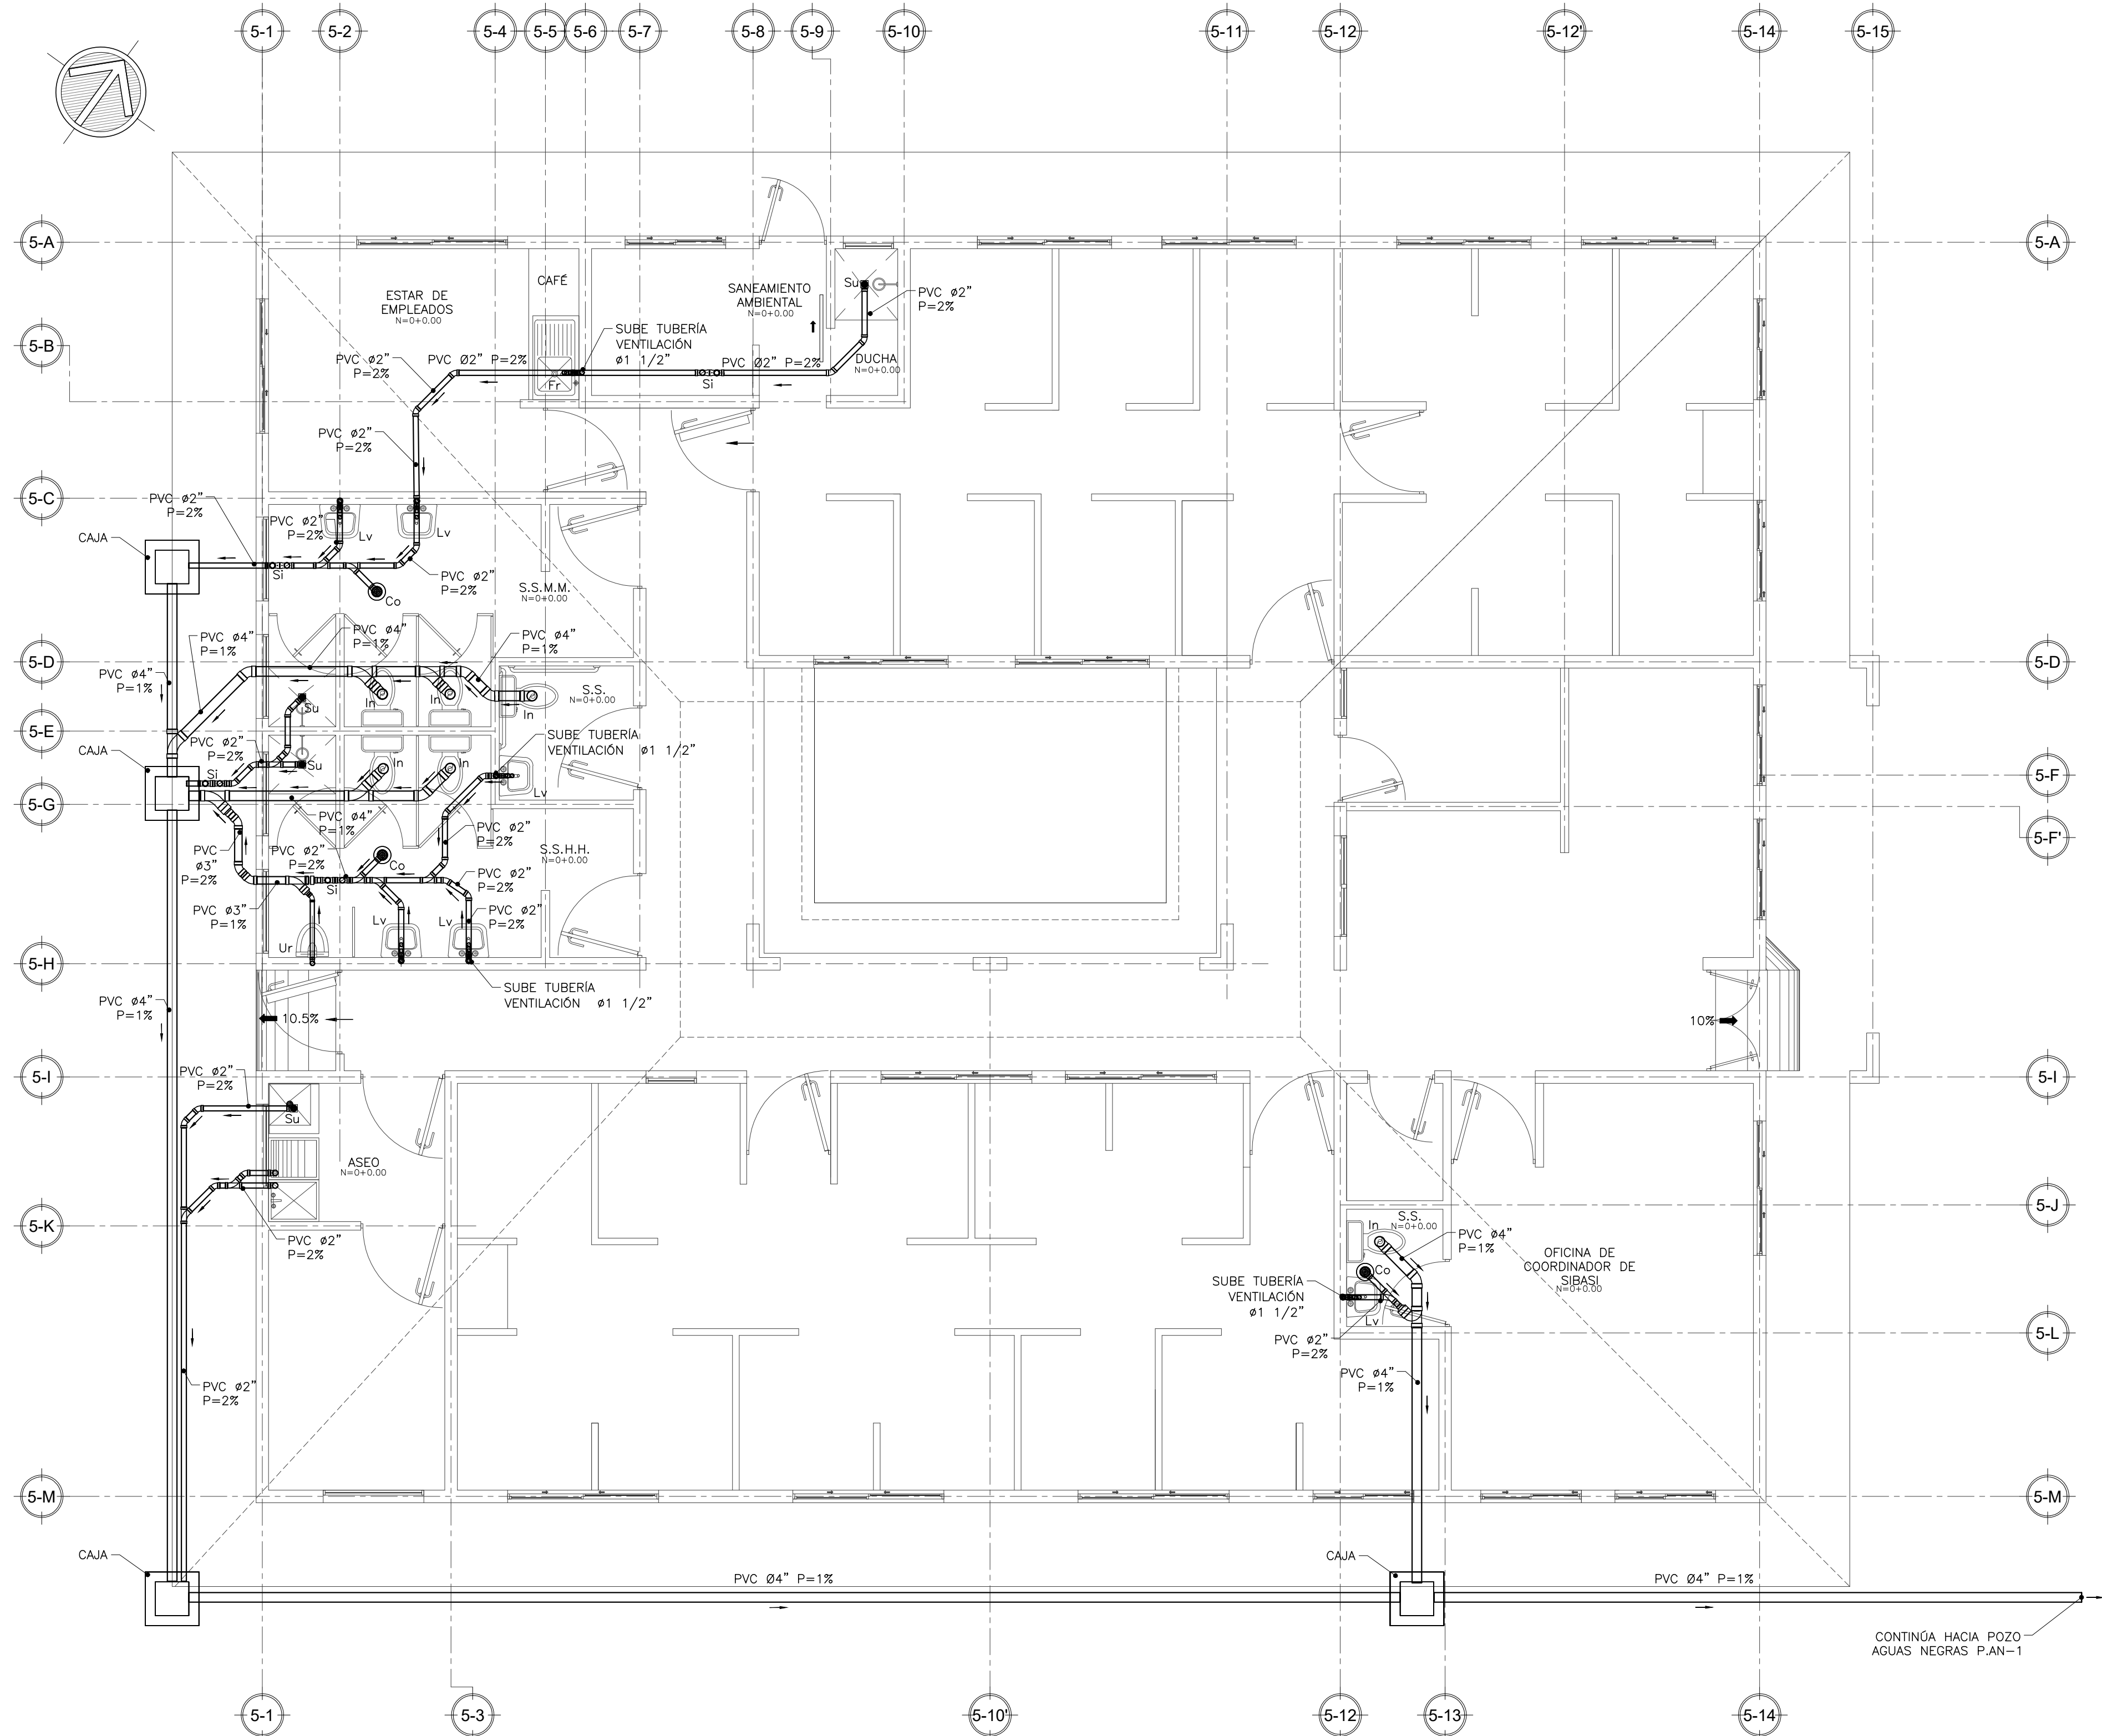 5-1
5-2
5-4
5-5
5-6
5-7
5-8
5-9
5-10
5-11
5-12
5-12'
5-14
5-15
5-A
5-A
CAFÉ
ESTAR DE
EMPLEADOS
N=0+0.00
SANEAMIENTO
AMBIENTAL
N=0+0.00
Su
PVC ø2”
P=2%
5-B
SUBE TUBERÍA
VENTILACIÓN
ø1 1/2”
PVC ø2”
P=2%
PVC Ø2” P=2%
PVC Ø2” P=2%
DUCHA
N=0+0.00
Fr
Si
PVC ø2”
P=2%
5-C
PVC ø2”
P=2%
PVC ø2”
P=2%
Lv
Lv
CAJA
Si
PVC ø2”
P=2%
Co
S.S.M.M.
N=0+0.00
PVC ø4”
P=1%
PVC ø4”
P=1%
PVC ø4”
P=1%
5-D
5-D
PVC ø4”
P=1%
In
In
In
S.S.
N=0+0.00
Su
5-E
CAJA
PVC ø2”
P=2%
SUBE TUBERÍA
VENTILACIÓN ø1 1/2”
Si
Su
In
In
Lv
5-F
5-G
PVC ø4”
P=1%
PVC ø2”
P=2%
5-F'
PVC
ø3”
P=2%
PVC ø2”
P=2%
Co
S.S.H.H.
N=0+0.00
Si
PVC ø2”
P=2%
PVC ø3”
P=1%
PVC ø2”
P=2%
Ur
Lv
Lv
5-H
SUBE TUBERÍA
VENTILACIÓN ø1 1/2”
PVC ø4”
P=1%
10.5%
10%
5-I
5-I
PVC ø2”
P=2%
Su
ASEO
N=0+0.00
5-J
5-K
PVC ø2”
P=2%
In
S.S.
N=0+0.00
PVC ø4”
P=1%
OFICINA DE
COORDINADOR DE
SIBASI
N=0+0.00
Co
SUBE TUBERÍA
VENTILACIÓN
ø1 1/2”
Lv
5-L
PVC ø2”
P=2%
PVC ø4”
P=1%
PVC ø2”
P=2%
5-M
5-M
CAJA
CAJA
PVC Ø4” P=1%
PVC Ø4” P=1%
CONTINÚA HACIA POZO
AGUAS NEGRAS P.AN-1
5-1
5-3
5-10'
5-12
5-13
5-14